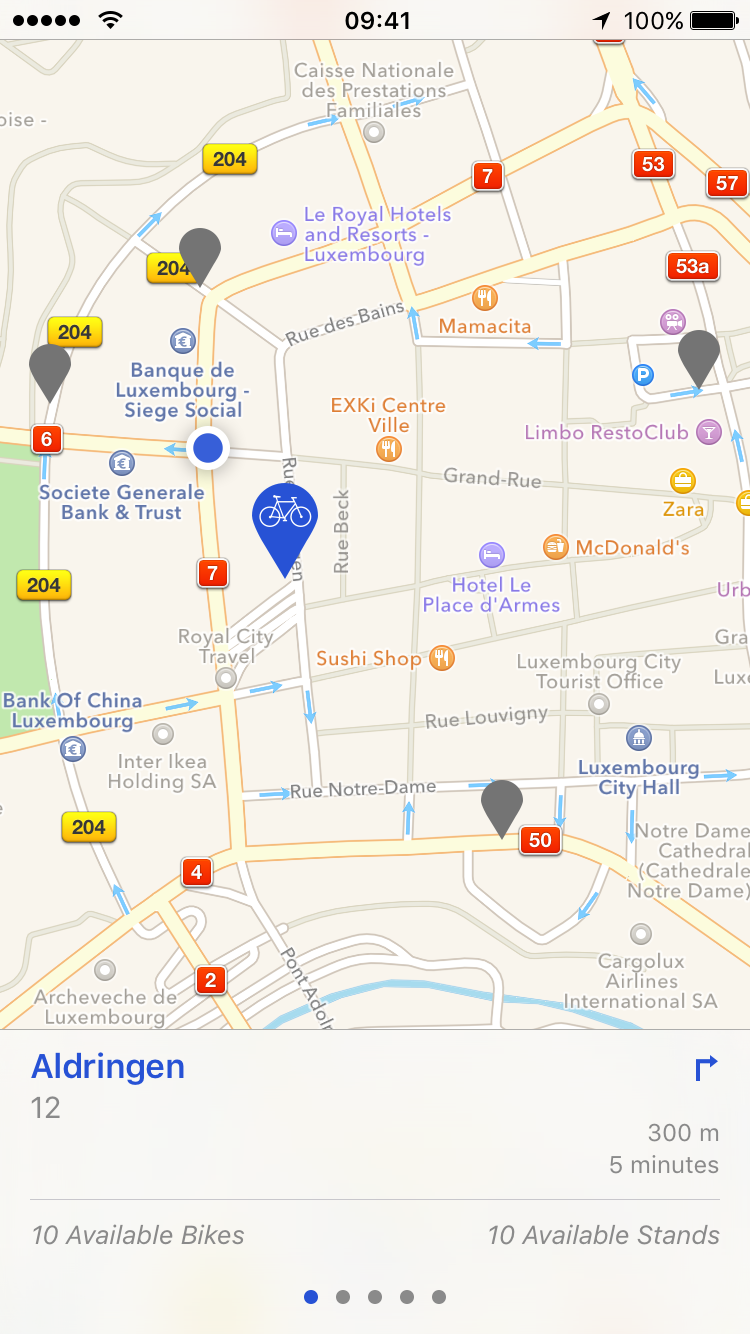 09:41
100%
Caisse Nationale
des Prestations
Familiales
oise -
204
7
53
57
Le Royal Hotels
and Resorts -
Luxembourg
204
53a
204
Rue des Bains
Mamacita
Banque de
Luxembourg -
Siege Social
P
EXKi Centre
Ville
Limbo RestoClub
6
Societe Generale
Bank & Trust
Grand-Rue
Zara
Rue Beck
McDonald's
7
204
Hotel Le
Place d'Armes
Urb
Royal City
Travel
Gra
Sushi Shop
Luxembourg City
Tourist Office
Luxe
Bank Of China
Luxembourg
Rue Louvigny
Inter Ikea
Holding SA
Luxembourg
City Hall
Rue Notre-Dame
204
50
Notre Dame
Cathedral
(Cathedrale
Notre Dame)
4
Pont Adol
2
Archeveche de
Luxembourg
Cargolux
Airlines
International SA
Aldringen
12
300 m
5 minutes
10 Available Bikes
10 Available Stands